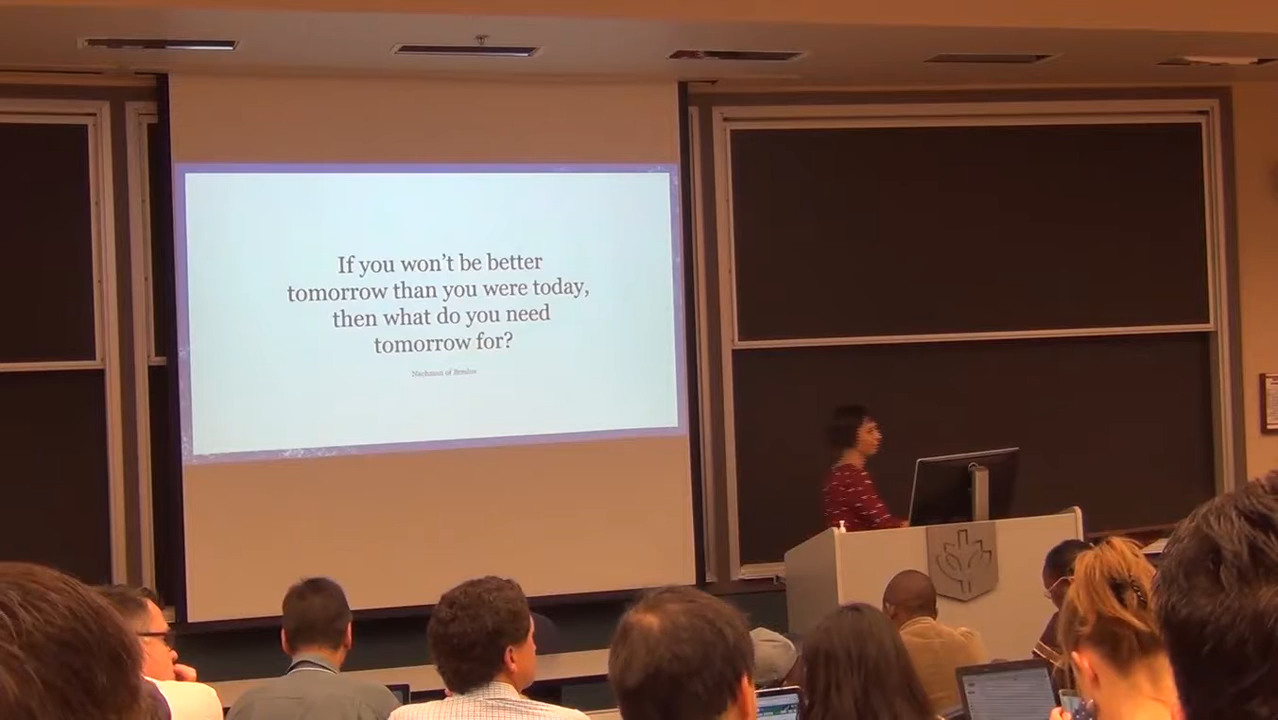 If you won't be better
tomorrow than you were today,
then what do you need
tomorrow for?
Nachman of Breslov